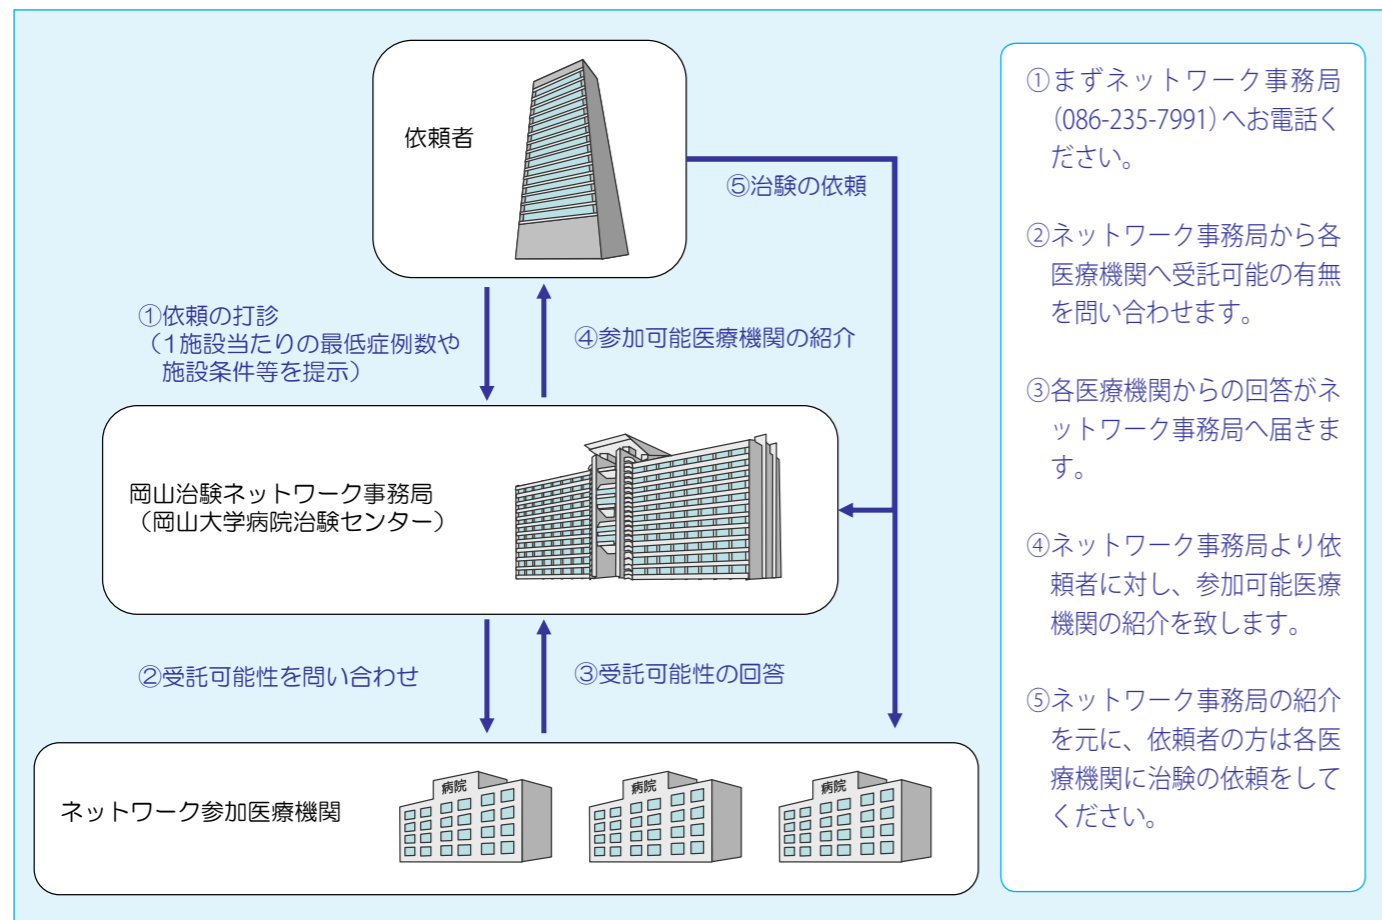 依頼者
⑤治験の依頼
①依頼の打診
（1施設当たりの最低症例数や
施設条件等を提示）
④参加可能医療機関の紹介
岡山治験ネットワーク事務局
（岡山大学病院治験センター）
②受託可能性を問い合わせ
③受託可能性の回答
ネットワーク参加医療機関
病院
病院
病院
①まずネットワーク事務局
（086-235-7991）へお電話く
ださい。
②ネットワーク事務局から各
医療機関へ受託可能の有無
を問い合わせます。
③各医療機関からの回答がネ
ットワーク事務局へ届きま
す。
④ネットワーク事務局より依
頼者に対し、参加可能医療
機関の紹介を致します。
⑤ネットワーク事務局の紹介
を元に、依頼者の方は各医
療機関に治験の依頼をして
ください。